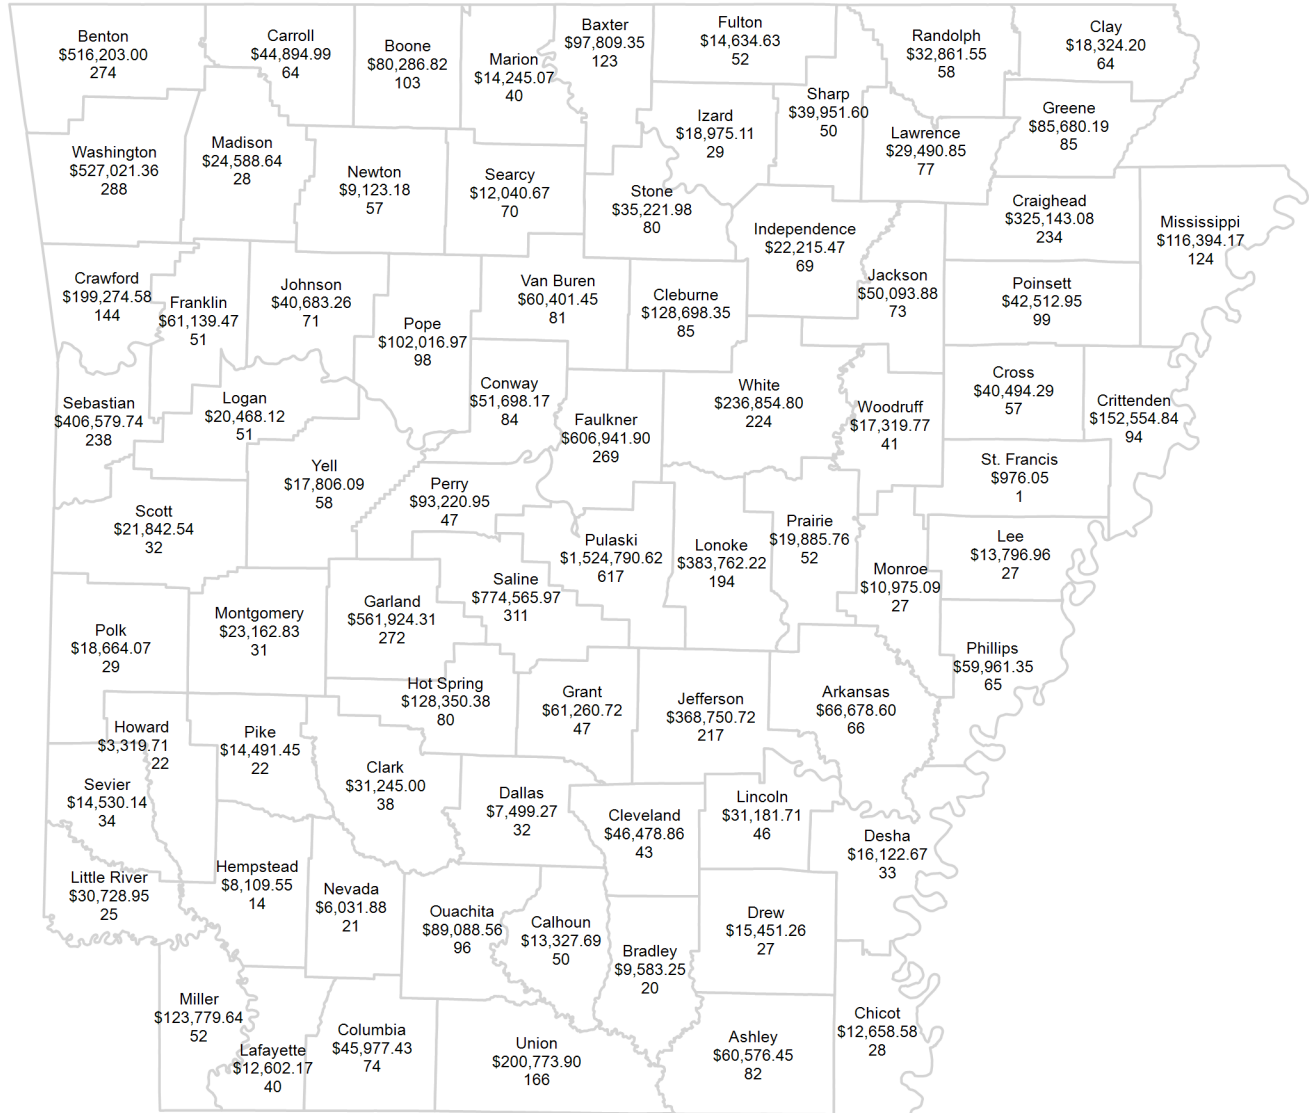 Benton
$516,203.00
274
Carroll
$44,894.99
64
Boone
$80,286.82
103
Marion
$14,245.07
40
Baxter
$97,809.35
123
Fulton
$14,634.63
52
Randolph
$32,861.55
58
Clay
$18,324.20
64
Izard
$18,975.11
29
Sharp
$39,951.60
50
Lawrence
$29,490.85
77
Greene
$85,680.19
85
Washington
$527,021.36
288
Madison
$24,588.64
28
Newton
$9,123.18
57
Searcy
$12,040.67
70
Stone
$35,221.98
80
Independence
$22,215.47
69
Craighead
$325,143.08
234
Mississippi
$116,394.17
124
Crawford
$199,274.58
144
Franklin
$61,139.47
51
Johnson
$40,683.26
71
Pope
$102,016.97
98
Van Buren
$60,401.45
81
Cleburne
$128,698.35
85
Jackson
$50,093.88
73
Poinsett
$42,512.95
99
Sebastian
$406,579.74
238
Logan
$20,468.12
51
Conway
$51,698.17
84
Faulkner
$606,941.90
269
White
$236,854.80
224
Woodruff
$17,319.77
41
Cross
$40,494.29
57
Crittenden
$152,554.84
94
Scott
$21,842.54
32
Yell
$17,806.09
58
Perry
$93,220.95
47
St. Francis
$976.05
1
Pulaski
$1,524,790.62
617
Lonoke
$383,762.22
194
Prairie
$19,885.76
52
Monroe
$10,975.09
27
Lee
$13,796.96
27
Polk
$18,664.07
29
Montgomery
$23,162.83
31
Garland
$561,924.31
272
Saline
$774,565.97
311
Phillips
$59,961.35
65
Hot Spring
$128,350.38
80
Grant
$61,260.72
47
Jefferson
$368,750.72
217
Arkansas
$66,678.60
66
Howard
$3,319.71
22
Pike
$14,491.45
22
Clark
$31,245.00
38
Sevier
$14,530.14
34
Dallas
$7,499.27
32
Cleveland
$46,478.86
43
Lincoln
$31,181.71
46
Desha
$16,122.67
33
Little River
$30,728.95
25
Hempstead
$8,109.55
14
Nevada
$6,031.88
21
Ouachita
$89,088.56
96
Calhoun
$13,327.69
50
Bradley
$9,583.25
20
Drew
$15,451.26
27
Miller
$123,779.64
52
Lafayette
$12,602.17
40
Columbia
$45,977.43
74
Union
$200,773.90
166
Ashley
$60,576.45
82
Chicot
$12,658.58
28